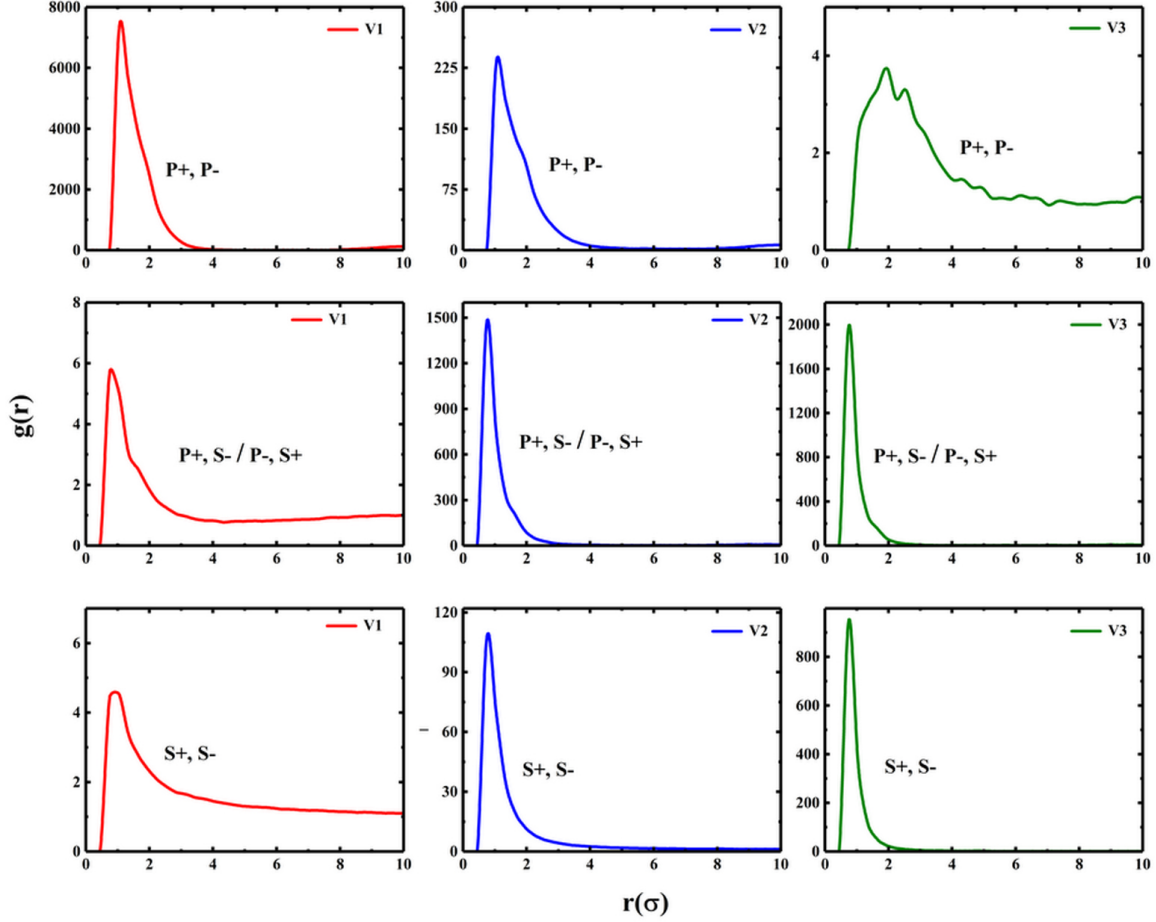 8000
6000
4000
2000
0
0 2 4 6 8 10
V1
P+, P-
300
225
150
75
0
0 2 4 6 8 10
V2
P+, P-
4
2
0
0 2 4 6 8 10
V3
P+, P-
g(r)
8
6
4
2
0
0 2 4 6 8 10
V1
P+, S- / P-, S+
1500
1200
900
600
300
0
0 2 4 6 8 10
V2
P+, S- / P-, S+
2000
1600
1200
800
400
0
0 2 4 6 8 10
V3
P+, S- / P-, S+
6
4
2
0
0 2 4 6 8 10
V1
S+, S-
120
90
60
30
0
0 2 4 6 8 10
V2
S+, S-
800
600
400
200
0
0 2 4 6 8 10
V3
S+, S-
r(σ)